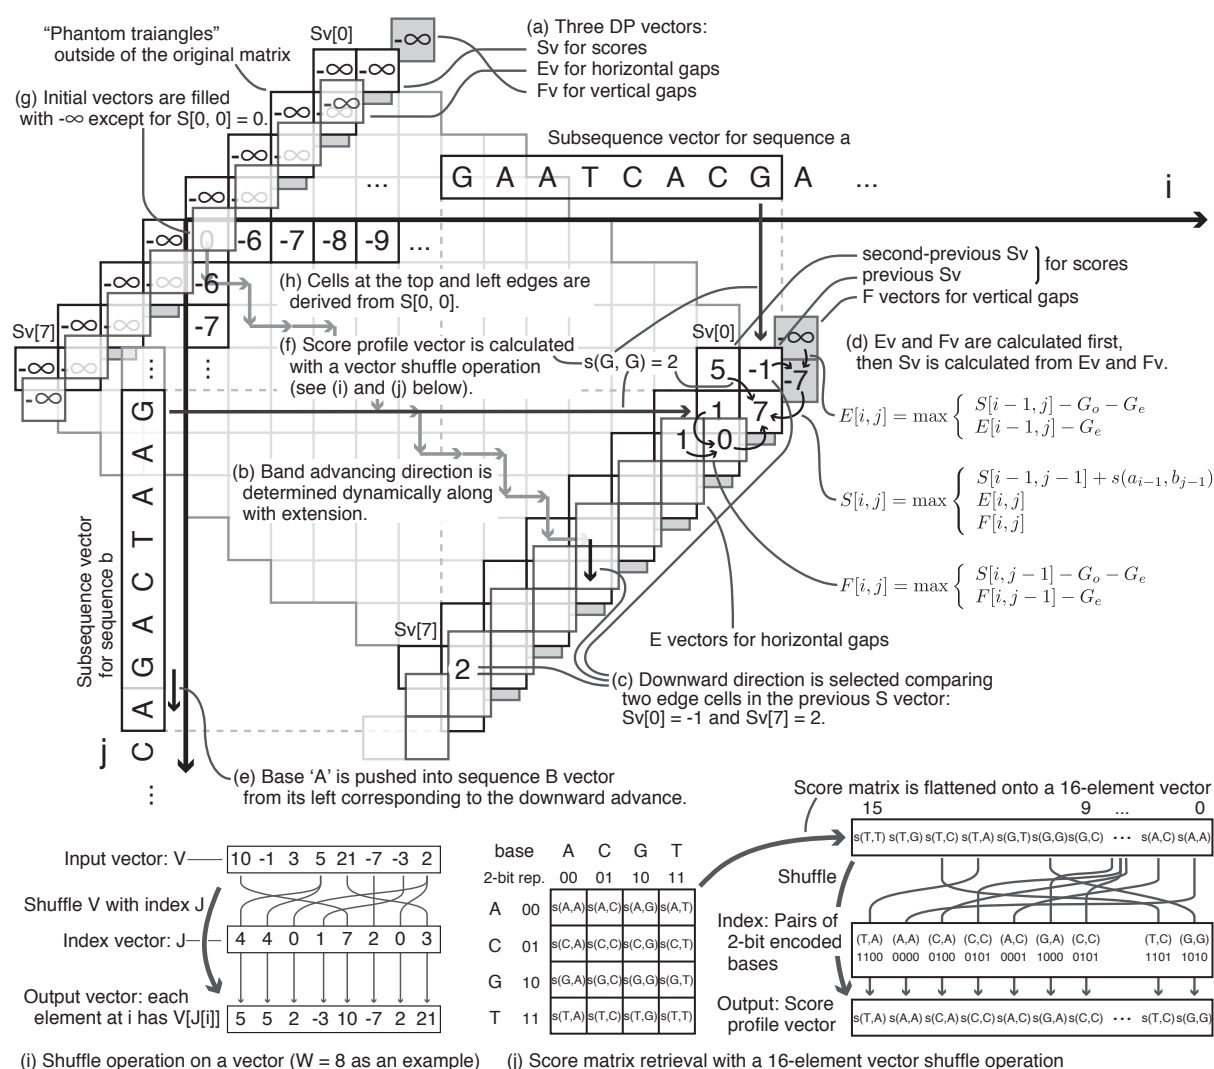 “Phantom traiangles”
outside of the original matrix
Sv[0]
-∞
(a) Three DP vectors:
Sv for scores
Ev for horizontal gaps
Fv for vertical gaps
-∞ -∞
(g) Initial vectors are filled
with -∞ except for S[0, 0] = 0.
-∞ -∞
-∞ -∞
Subsequence vector for sequence a
-∞ -∞
... G A A T C A C G A ...
i
-∞ 0 -6 -7 -8 -9 ...
-∞ -∞ -6
(h) Cells at the top and left edges are
derived from S[0, 0].
second-previous Sv
previous Sv
for scores
F vectors for vertical gaps
Sv[7]
-∞ -∞ -7
-∞ -∞
-∞
...
...
(f) Score profile vector is calculated
with a vector shuffle operation
(see (i) and (j) below).
s(G, G) = 2
Sv[0]
-∞
5 -1 -7
1 7
1 0
(d) Ev and Fv are calculated first,
then Sv is calculated from Ev and Fv.
E[i, j] = max { S[i − 1, j] − Go − Ge
E[i − 1, j] − Ge
S[i, j] = max { S[i − 1, j − 1] + s(ai−1, bj−1)
E[i, j]
F[i, j]
F[i, j] = max { S[i, j − 1] − Go − Ge
F[i, j − 1] − Ge
(b) Band advancing direction is
determined dynamically along
with extension.
Subsequence vector
for sequence b
G A A T C A G A C
...
j
E vectors for horizontal gaps
Sv[7]
2
(c) Downward direction is selected comparing
two edge cells in the previous S vector:
Sv[0] = -1 and Sv[7] = 2.
(e) Base ‘A’ is pushed into sequence B vector
from its left corresponding to the downward advance.
Input vector: V
10 -1 3 5 21 -7 -3 2
Shuffle V with index J
Index vector: J
4 4 0 1 7 2 0 3
Output vector: each
element at i has V[J[i]]
5 5 2 -3 10 -7 2 21
(i) Shuffle operation on a vector (W = 8 as an example)
base A C G T
2-bit rep. 00 01 10 11
A 00 s(A,A) s(A,C) s(A,G) s(A,T)
C 01 s(C,A) s(C,C) s(C,G) s(C,T)
G 10 s(G,A) s(G,C) s(G,G) s(G,T)
T 11 s(T,A) s(T,C) s(T,G) s(T,T)
Score matrix is flattened onto a 16-element vector
15 9 ... 0
s(T,T) s(T,G) s(T,C) s(T,A) s(G,T) s(G,G) s(G,C) ... s(A,C) s(A,A)
Shuffle
Index: Pairs of
2-bit encoded
bases
(T,A) (A,A) (C,A) (C,C) (A,C) (G,A) (C,C) (T,C) (G,G)
1100 0000 0100 0101 0001 1000 0101 1101 1010
Output: Score
profile vector
s(T,A) s(A,A) s(C,A) s(C,C) s(A,C) s(G,A) s(C,C) ... s(T,C) s(G,G)
(j) Score matrix retrieval with a 16-element vector shuffle operation